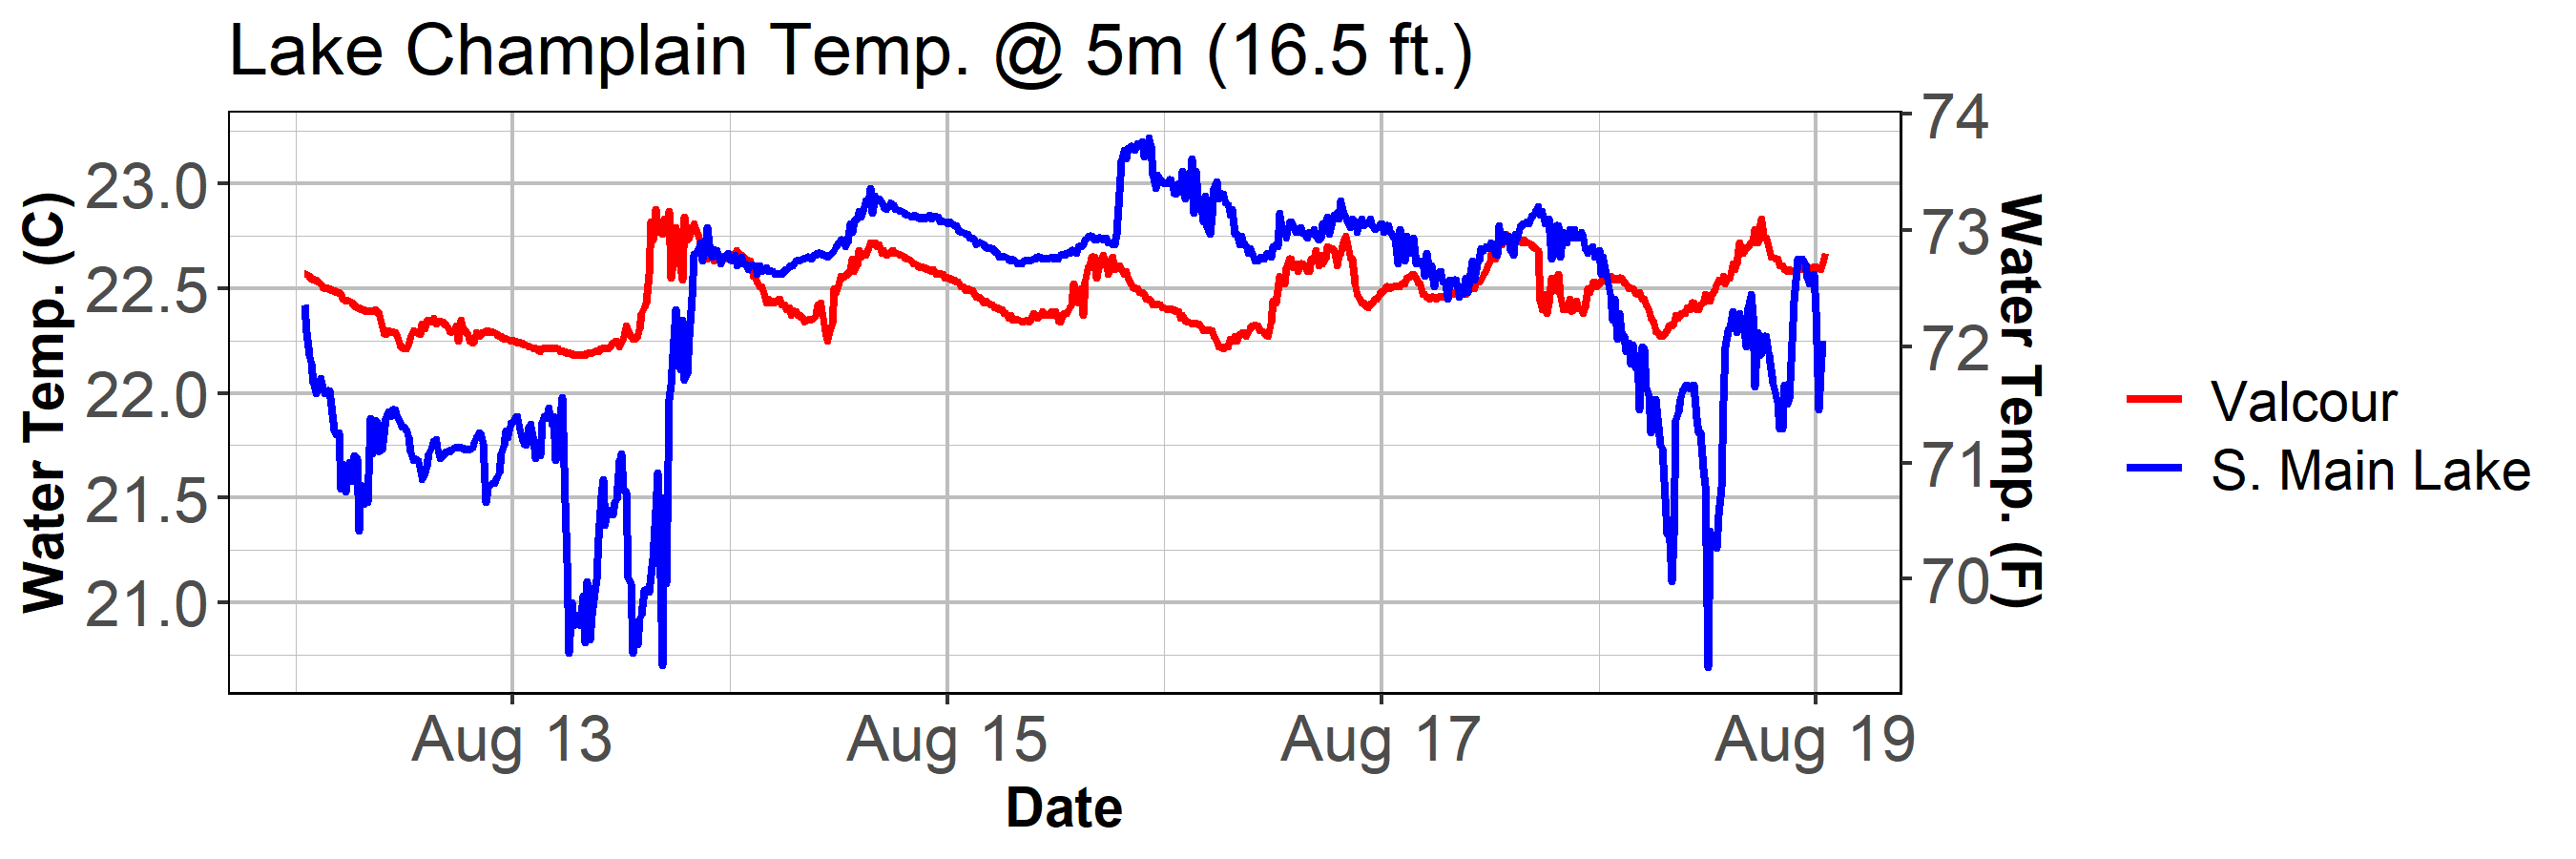 Lake Champlain Temp. @ 5m (16.5 ft.)
Water Temp. (C)
23.0
22.5
22.0
21.5
21.0
74
73
72
71
70
Water Temp. (F)
Aug 13
Aug 15
Aug 17
Aug 19
Date
Valcour
S. Main Lake